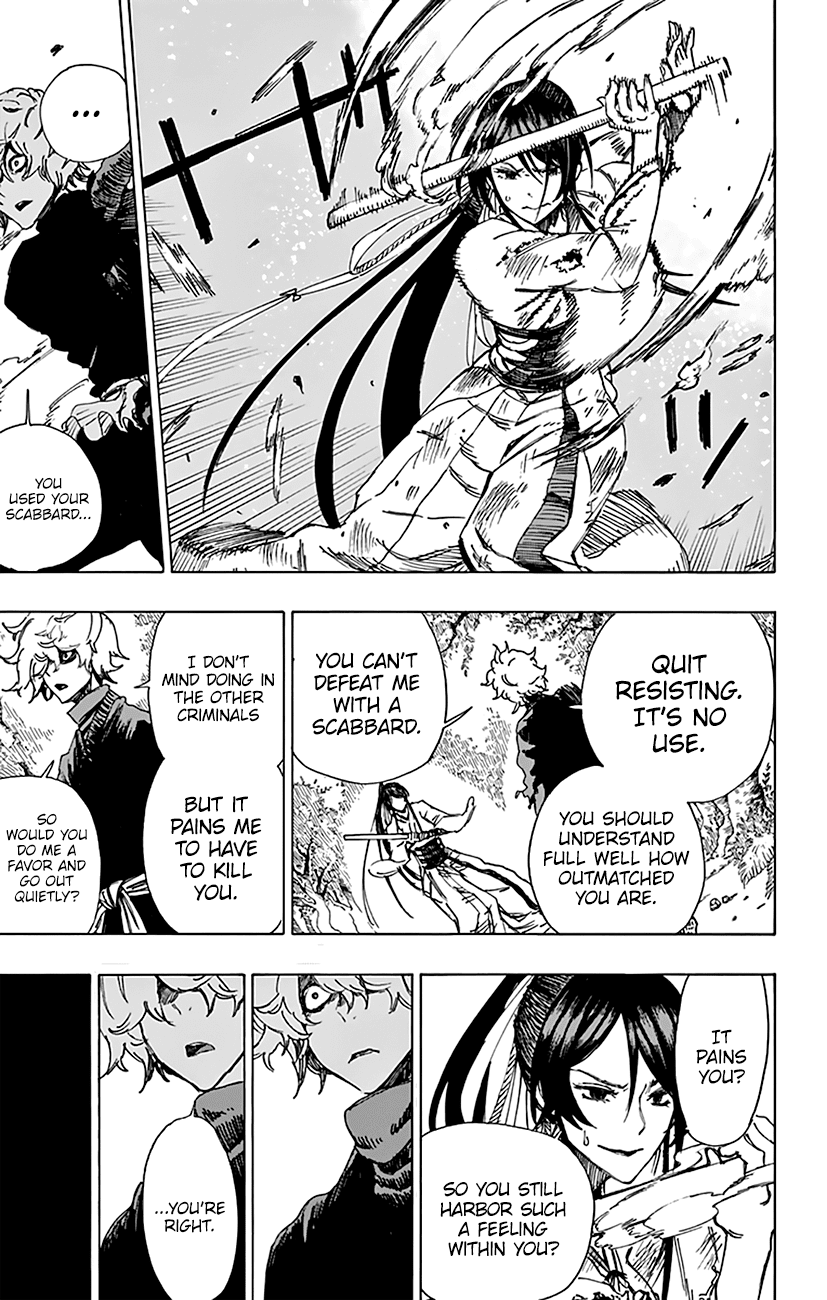 ...
YOU
USED YOUR
SCABBARD...
QUIT
RESISTING.
IT'S NO
USE.
YOU SHOULD
UNDERSTAND
FULL WELL HOW
OUTMATCHED
YOU ARE.
YOU CAN'T
DEFEAT ME
WITH A
SCABBARD.
I DON'T
MIND DOING IN
THE OTHER
CRIMINALS
BUT IT
PAINS ME
TO HAVE
TO KILL
YOU.
SO
WOULD YOU
DO ME A
FAVOR AND
GO OUT
QUIETLY?
IT
PAINS
YOU?
SO YOU STILL
HARBOR SUCH
A FEELING
WITHIN YOU?
...YOU'RE
RIGHT.